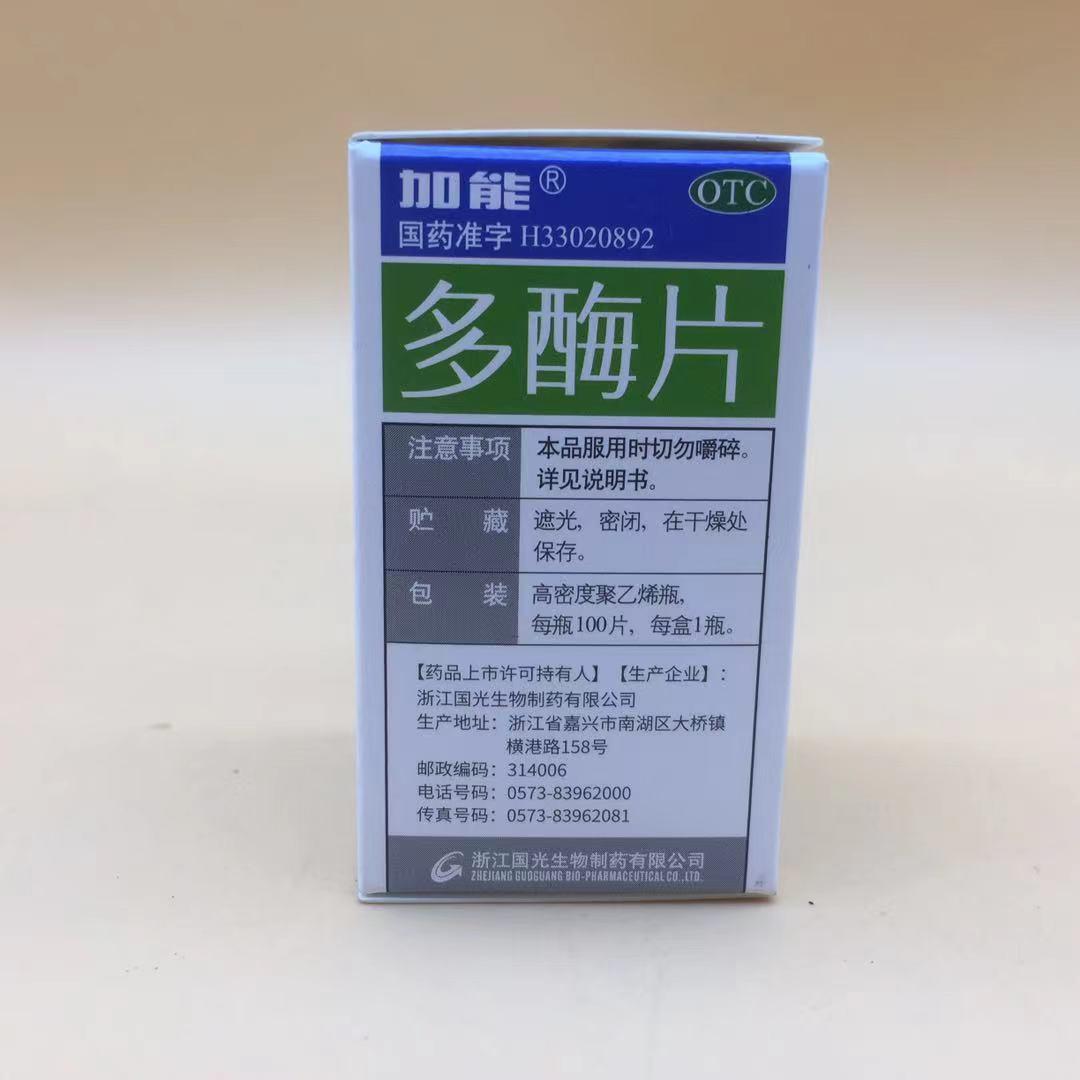 加能®
OTC
国药准字 H33020892
多酶片
注意事项 本品服用时切勿嚼碎。
详见说明书。
贮 藏 遮光，密闭，在干燥处
保存。
包 装 高密度聚乙烯瓶，
每瓶100片，每盒1瓶。
【药品上市许可持有人】【生产企业】：
浙江国光生物制药有限公司
生产地址：浙江省嘉兴市南湖区大桥镇
横港路158号
邮政编码：314006
电话号码：0573-83962000
传真号码：0573-83962081
浙江国光生物制药有限公司
ZHEJIANG GUOGUANG BIO-PHARMACEUTICAL CO.,LTD.